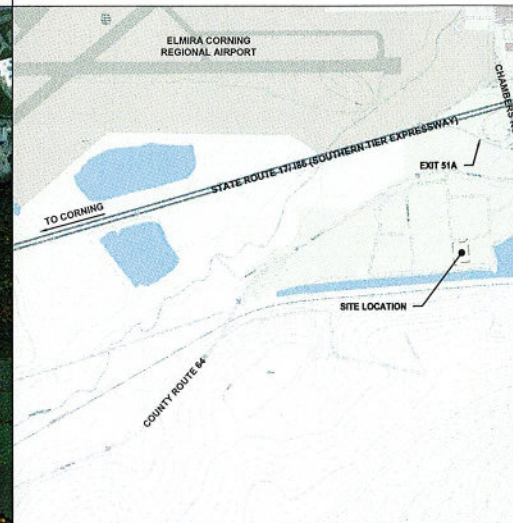 ELMIRA CORNING
REGIONAL AIRPORT
STATE ROUTE 17/ I86 (SOUTHERN TIER EXPRESSWAY)
EXIT 51A
TO CORNING
SITE LOCATION
COUNTY ROUTE 64
CHAMBERS